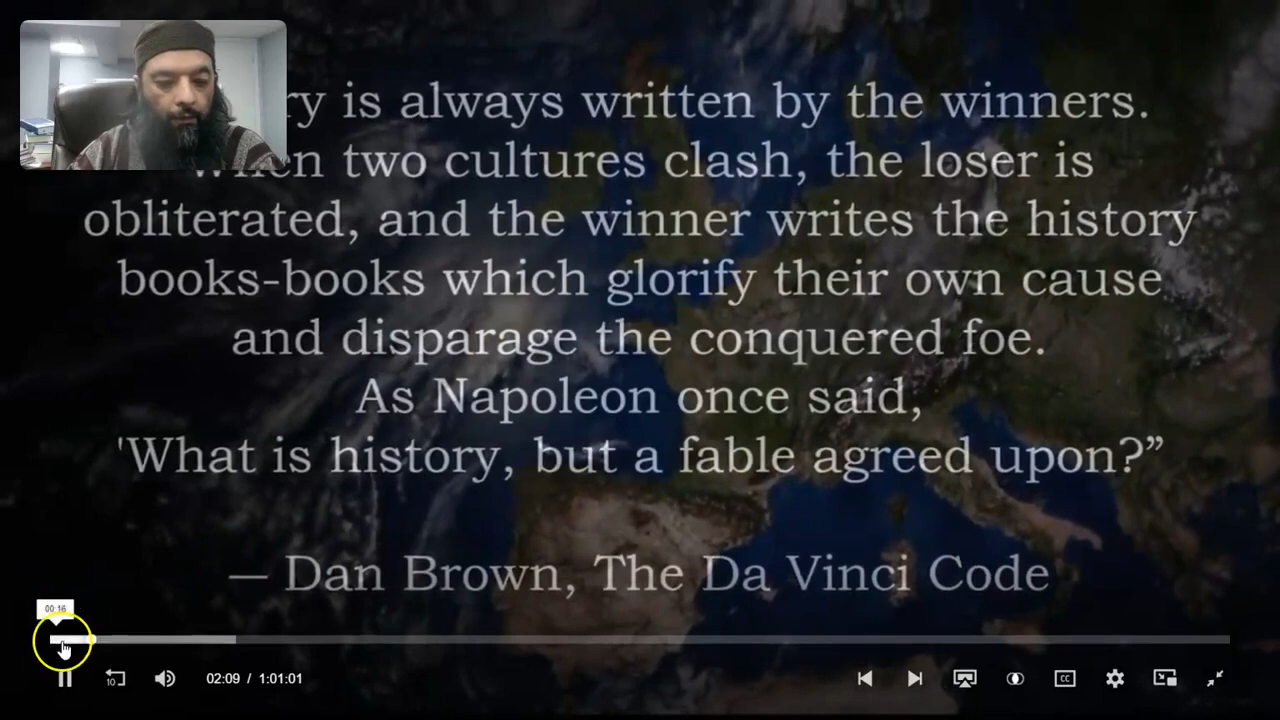 ry is always written by the winners.
two cultures clash, the loser is
obliterated, and the winner writes the history
books-books which glorify their own cause
and disparage the conquered foe.
As Napoleon once said,
'What is history, but a fable agreed upon?”
— Dan Brown, The Da Vinci Code
00:16
10
02:09 / 1:01:01
CC